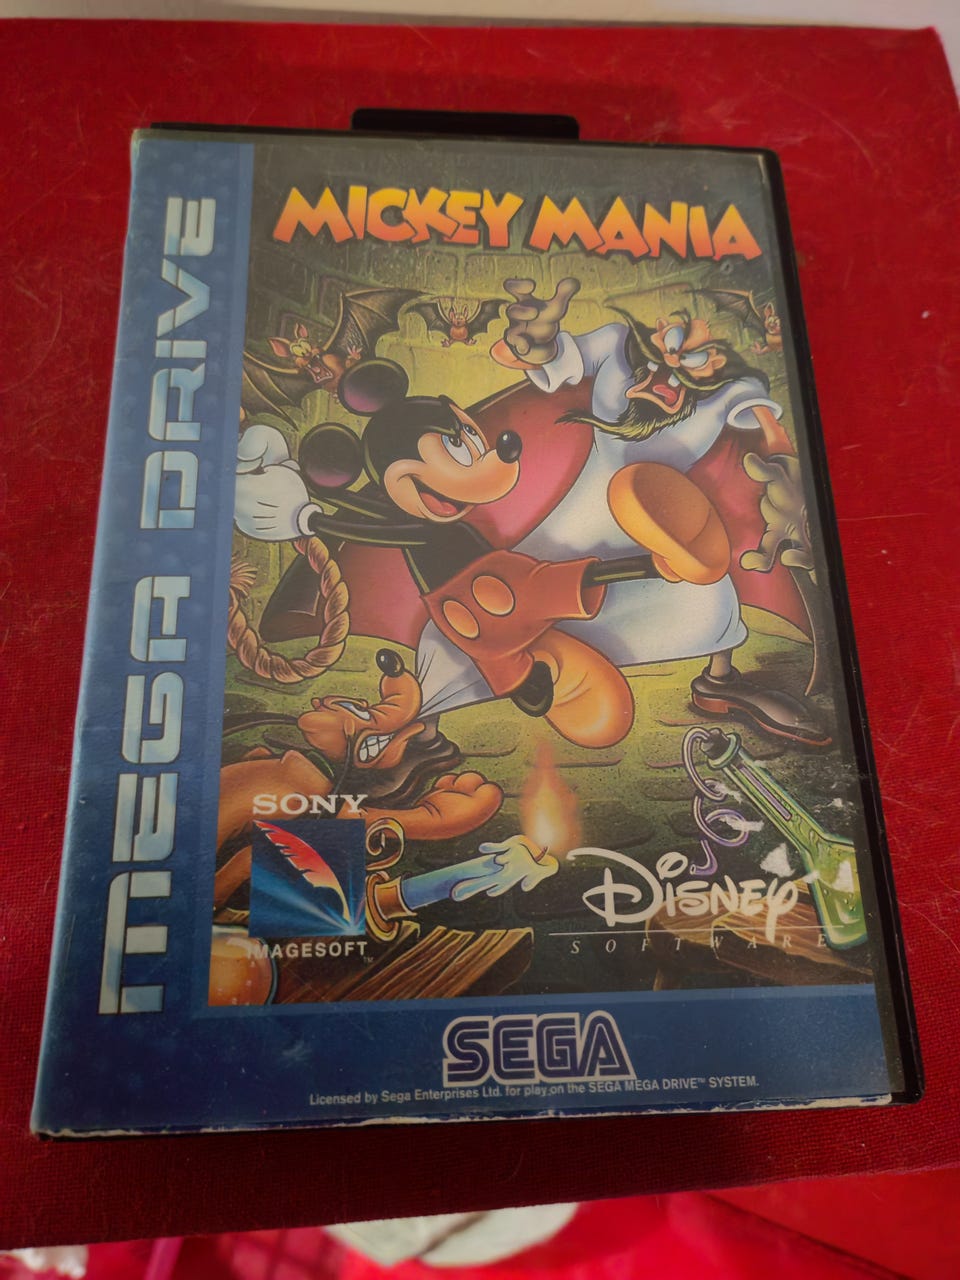 MICKEY MANIA
MEGA DRIVE
SONY
IMAGESOFT™
DISNEY
SOFTWARE
SEGA
Licensed by Sega Enterprises Ltd. for play on the SEGA MEGA DRIVE™ SYSTEM.